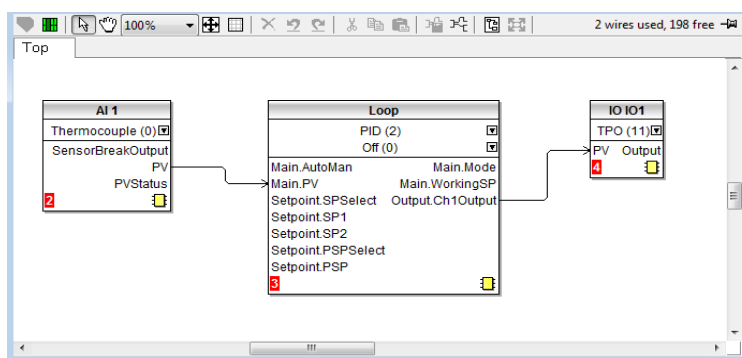 100% 2 wires used, 198 free
Top
AI 1
Thermocouple (0)
SensorBreakOutput
PV
PVStatus
2
Loop
PID (2)
Off (0)
Main.AutoMan Main.Mode
Main.PV Main.WorkingSP
Setpoint.SPSelect Output.Ch1Output
Setpoint.SP1
Setpoint.SP2
Setpoint.PSPSelect
Setpoint.PSP
3
IO IO1
TPO (11)
PV Output
4